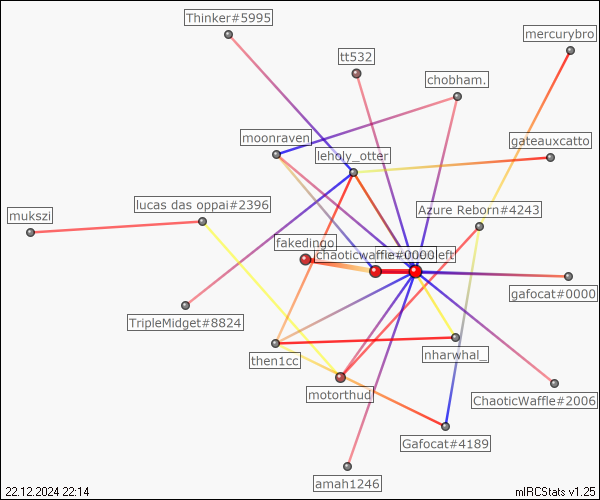 Thinker#5995
mercurybro
tt532
chobham.
moonraven
gateauxcatto
leholy_otter
lucas das oppai#2396
Azure Reborn#4243
mukszi
fakedingo
chaoticwaffle#0000
left
gafocat#0000
TripleMidget#8824
then1cc
nharwhal_
motorthud
ChaoticWaffle#2006
Gafocat#4189
amah1246
22.12.2024 22:14
mIRCStats v1.25